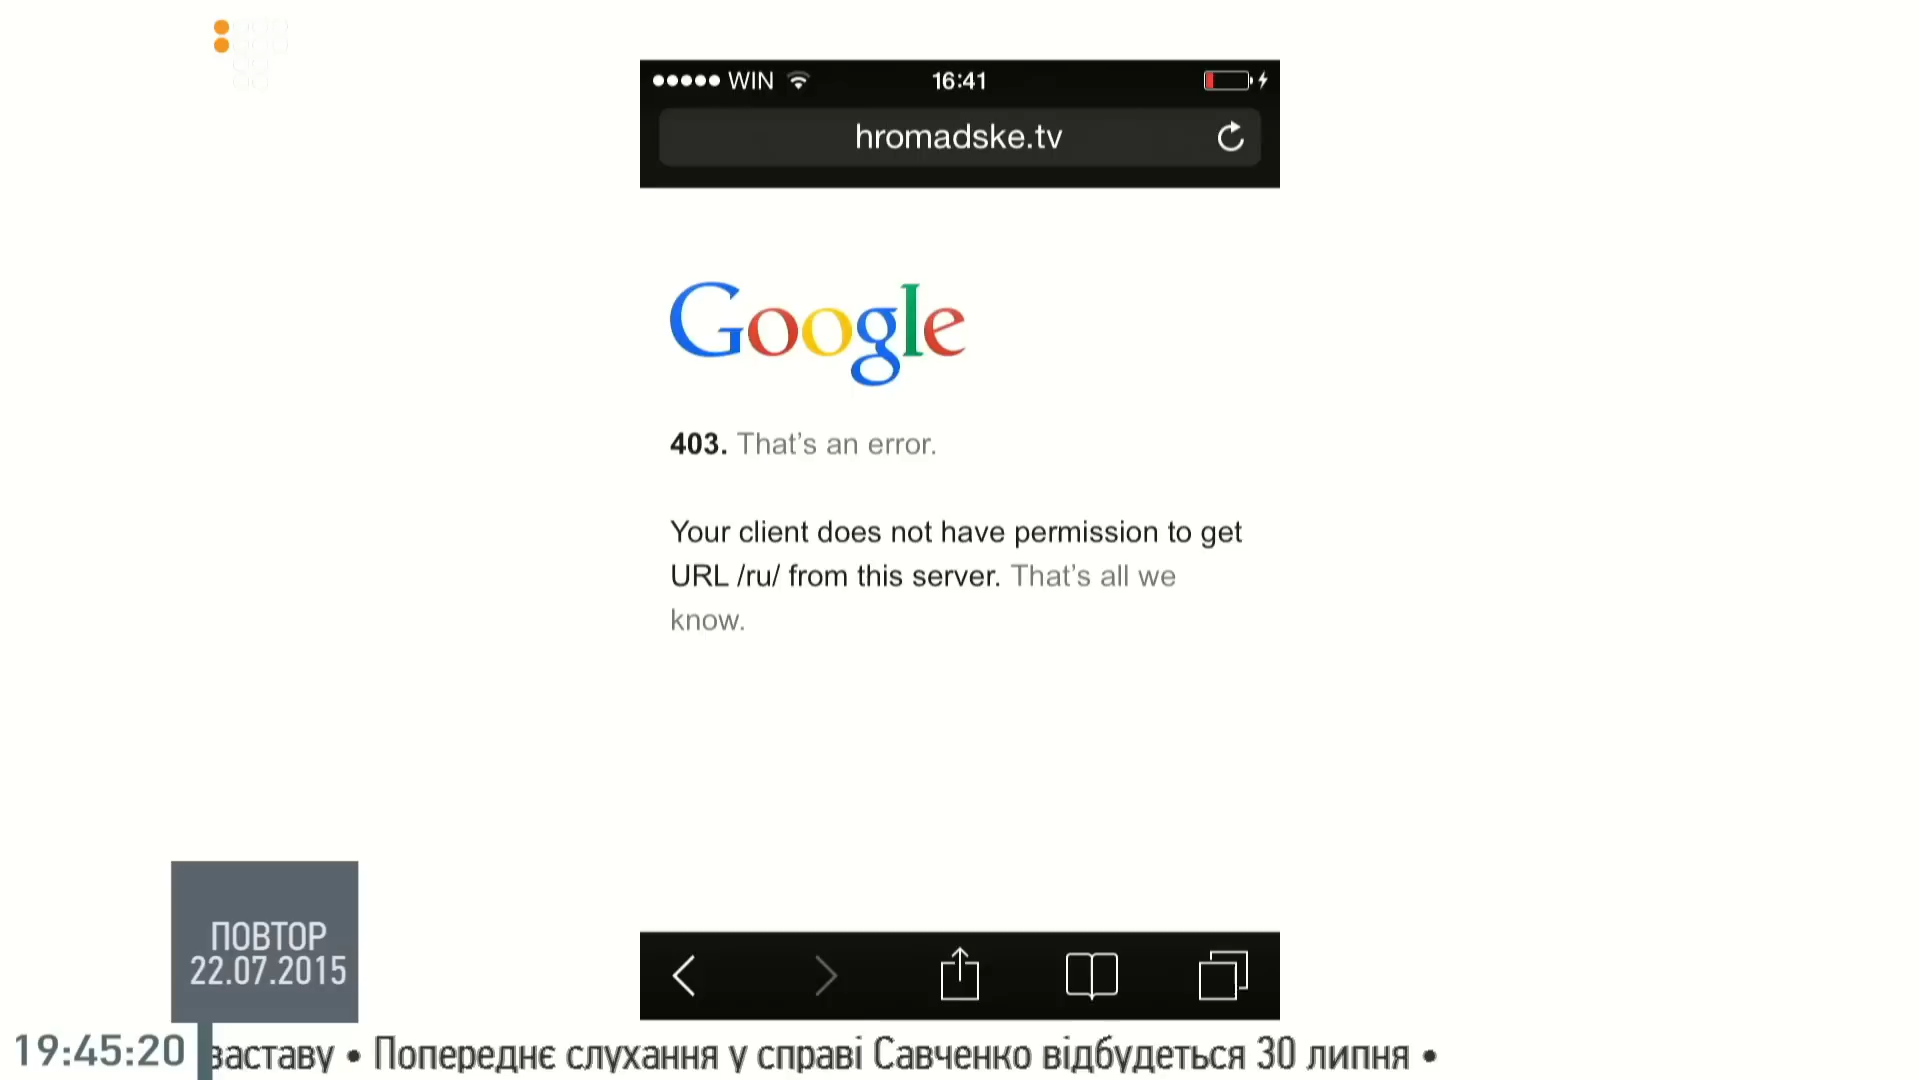 WIN 16:41
hromadske.tv
Google
403. That’s an error.
Your client does not have permission to get
URL /ru/ from this server. That’s all we
know.
ПОВТОР
22.07.2015
19:45:20 заставу • Попереднє слухання у справі Савченко відбудеться 30 липня •